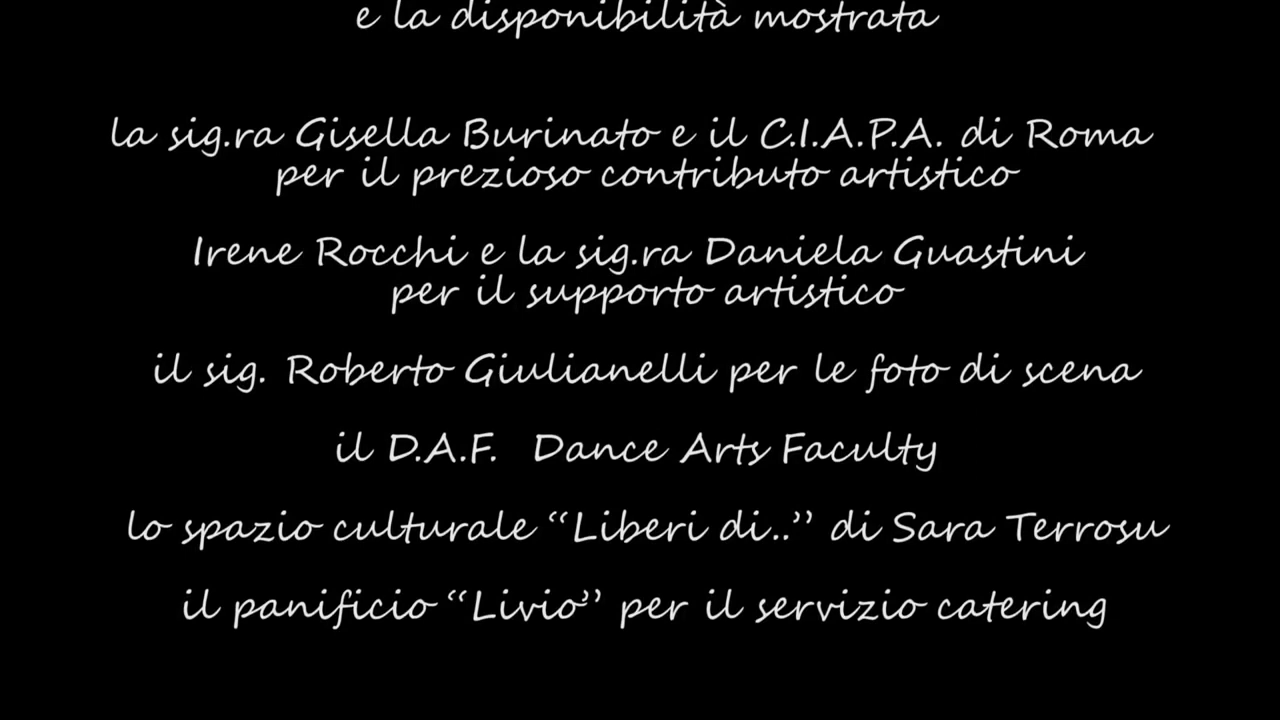 e la disponibilità mostrata
la sig.ra Gisella Burinato e il C.I.A.P.A. di Roma
per il prezioso contributo artistico
Irene Rocchi e la sig.ra Daniela Guastini
per il supporto artistico
il sig. Roberto Giulianelli per le foto di scena
il D.A.F. Dance Arts Faculty
lo spazio culturale “Liberi di..” di Sara Terrosu
il panificio “Livio” per il servizio catering